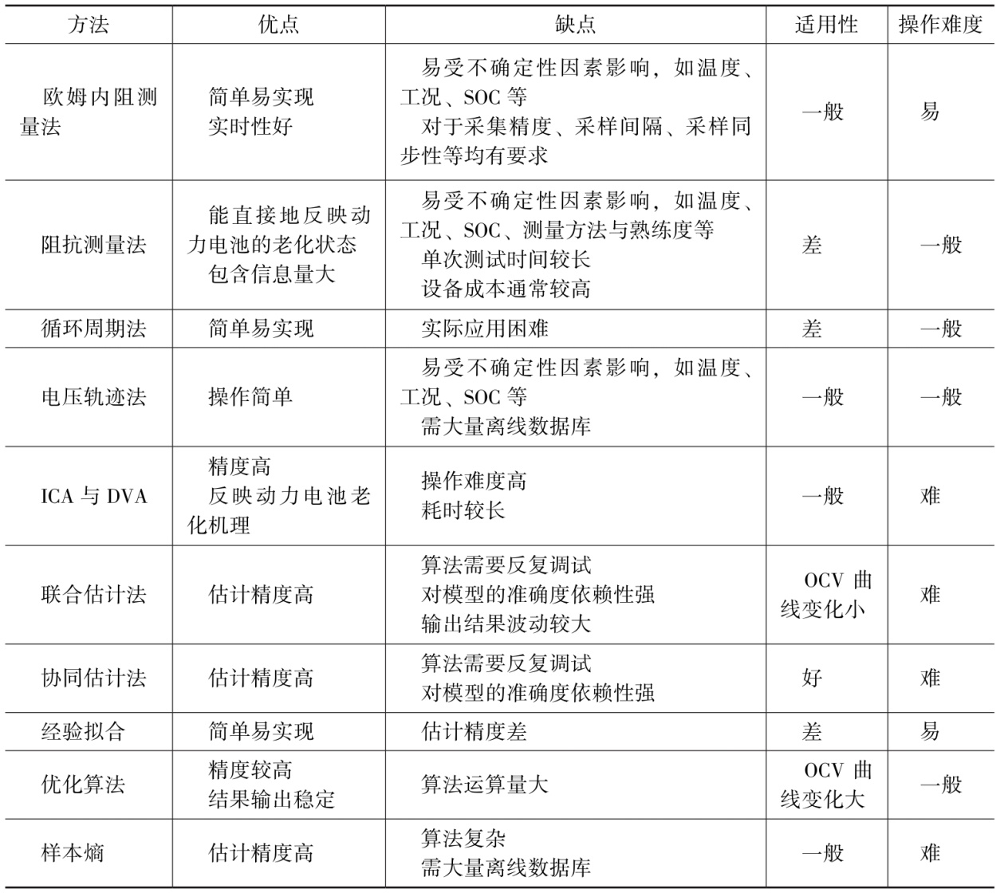 方法 优点 缺点 适用性 操作难度
欧姆内阻测
量法
简单易实现
实时性好
易受不确定性因素影响，如温度、
工况、SOC 等
对于采集精度、采样间隔、采样同
步性等均有要求
一般
易
阻抗测量法
能直接地反映动
力电池的老化状态
包含信息量大
易受不确定性因素影响，如温度、
工况、SOC、测量方法与熟练度等
单次测试时间较长
设备成本通常较高
差
一般
循环周期法 简单易实现 实际应用困难 差 一般
电压轨迹法
操作简单
易受不确定性因素影响，如温度、
工况、SOC 等
需大量离线数据库
一般
一般
ICA 与 DVA
精度高
反映动力电池老
化机理
操作难度高
耗时较长
一般
难
联合估计法
估计精度高
算法需要反复调试
对模型的准确度依赖性强
输出结果波动较大
OCV 曲
线变化小
难
协同估计法
估计精度高
算法需要反复调试
对模型的准确度依赖性强
好
难
经验拟合 简单易实现 估计精度差 差 易
优化算法
精度较高
结果输出稳定
算法运算量大
OCV 曲
线变化大
一般
样本熵
估计精度高
算法复杂
需大量离线数据库
一般
难